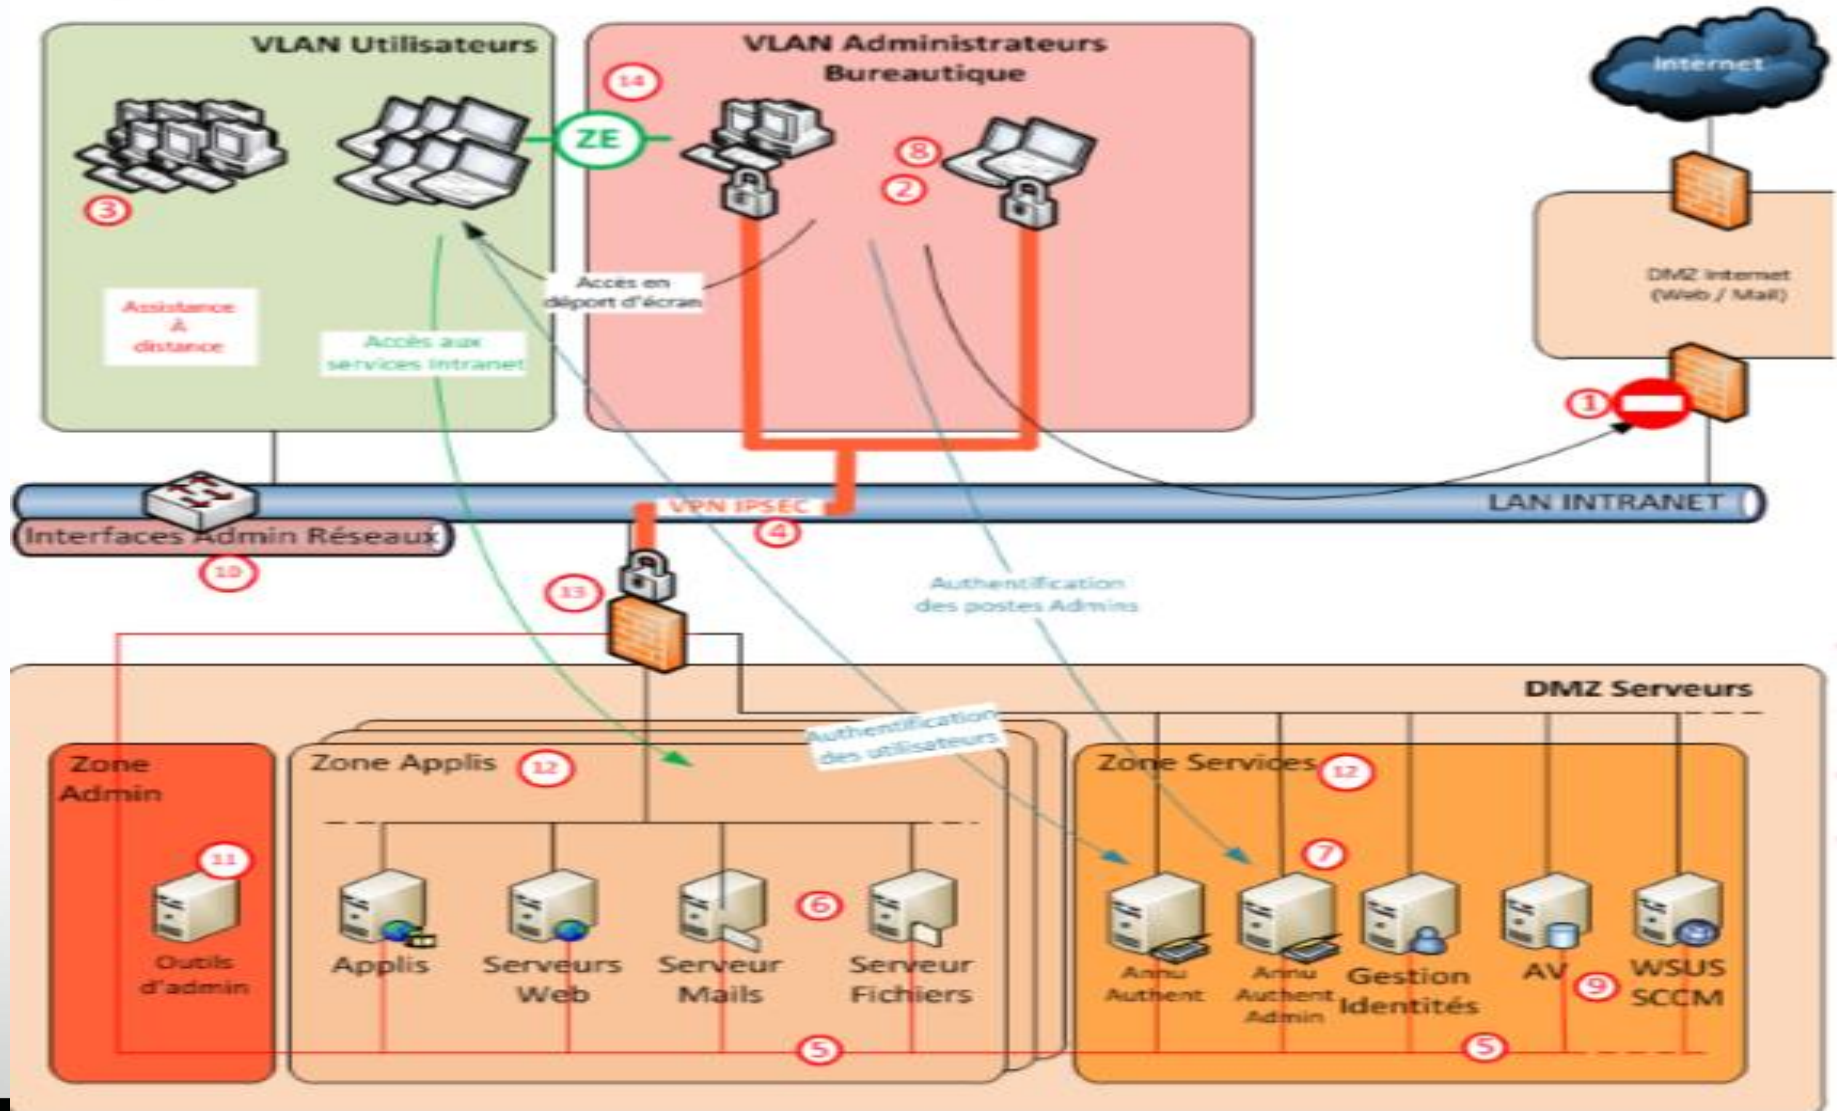 VLAN Utilisateurs
VLAN Administrateurs
Bureautique
Internet
14
ZE
8
2
3
Accès en
déport d'écran
DMZ Internet
(Web / Mail)
Assistance
À
distance
Accès aux
services Intranet
1
VPN IPSEC
LAN INTRANET
4
Interfaces Admin Réseaux
10
13
Authentification
des postes Admins
DMZ Serveurs
Authentification
des utilisateurs
Zone
Admin
Zone Applis
12
Zone Services
12
11
7
6
Outils
d'admin
Applis
Serveurs
Web
Serveur
Mails
Serveur
Fichiers
Annu
Authent
Annu
Authent
Admin
Gestion
Identités
AV
9
WSUS
SCCM
5
5